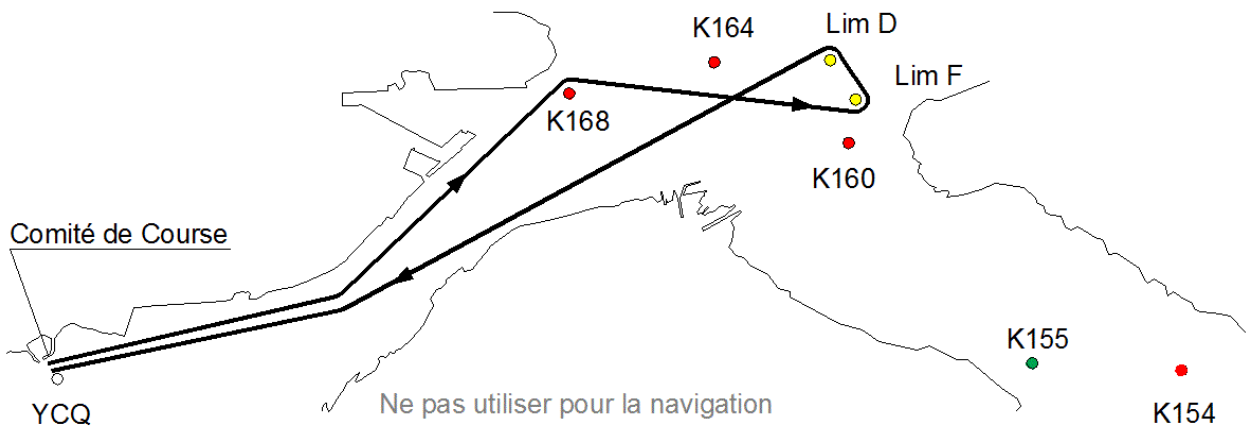 K164
Lim D
Lim F
K168
K160
Comité de Course
K155
YCQ
Ne pas utiliser pour la navigation
K154